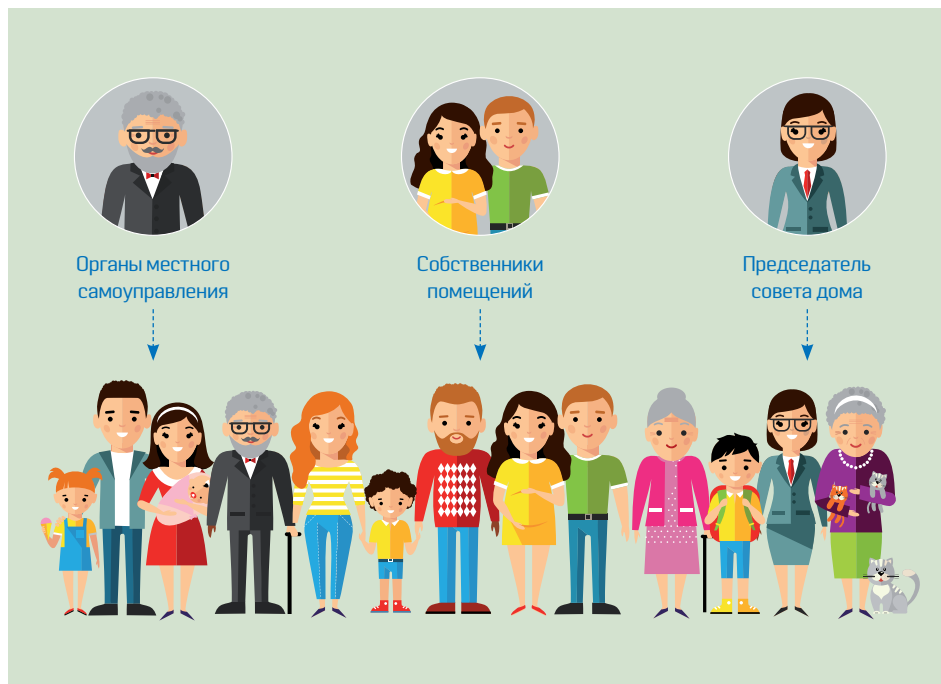 Органы местного
самоуправления
Собственники
помещений
Председатель
совета дома